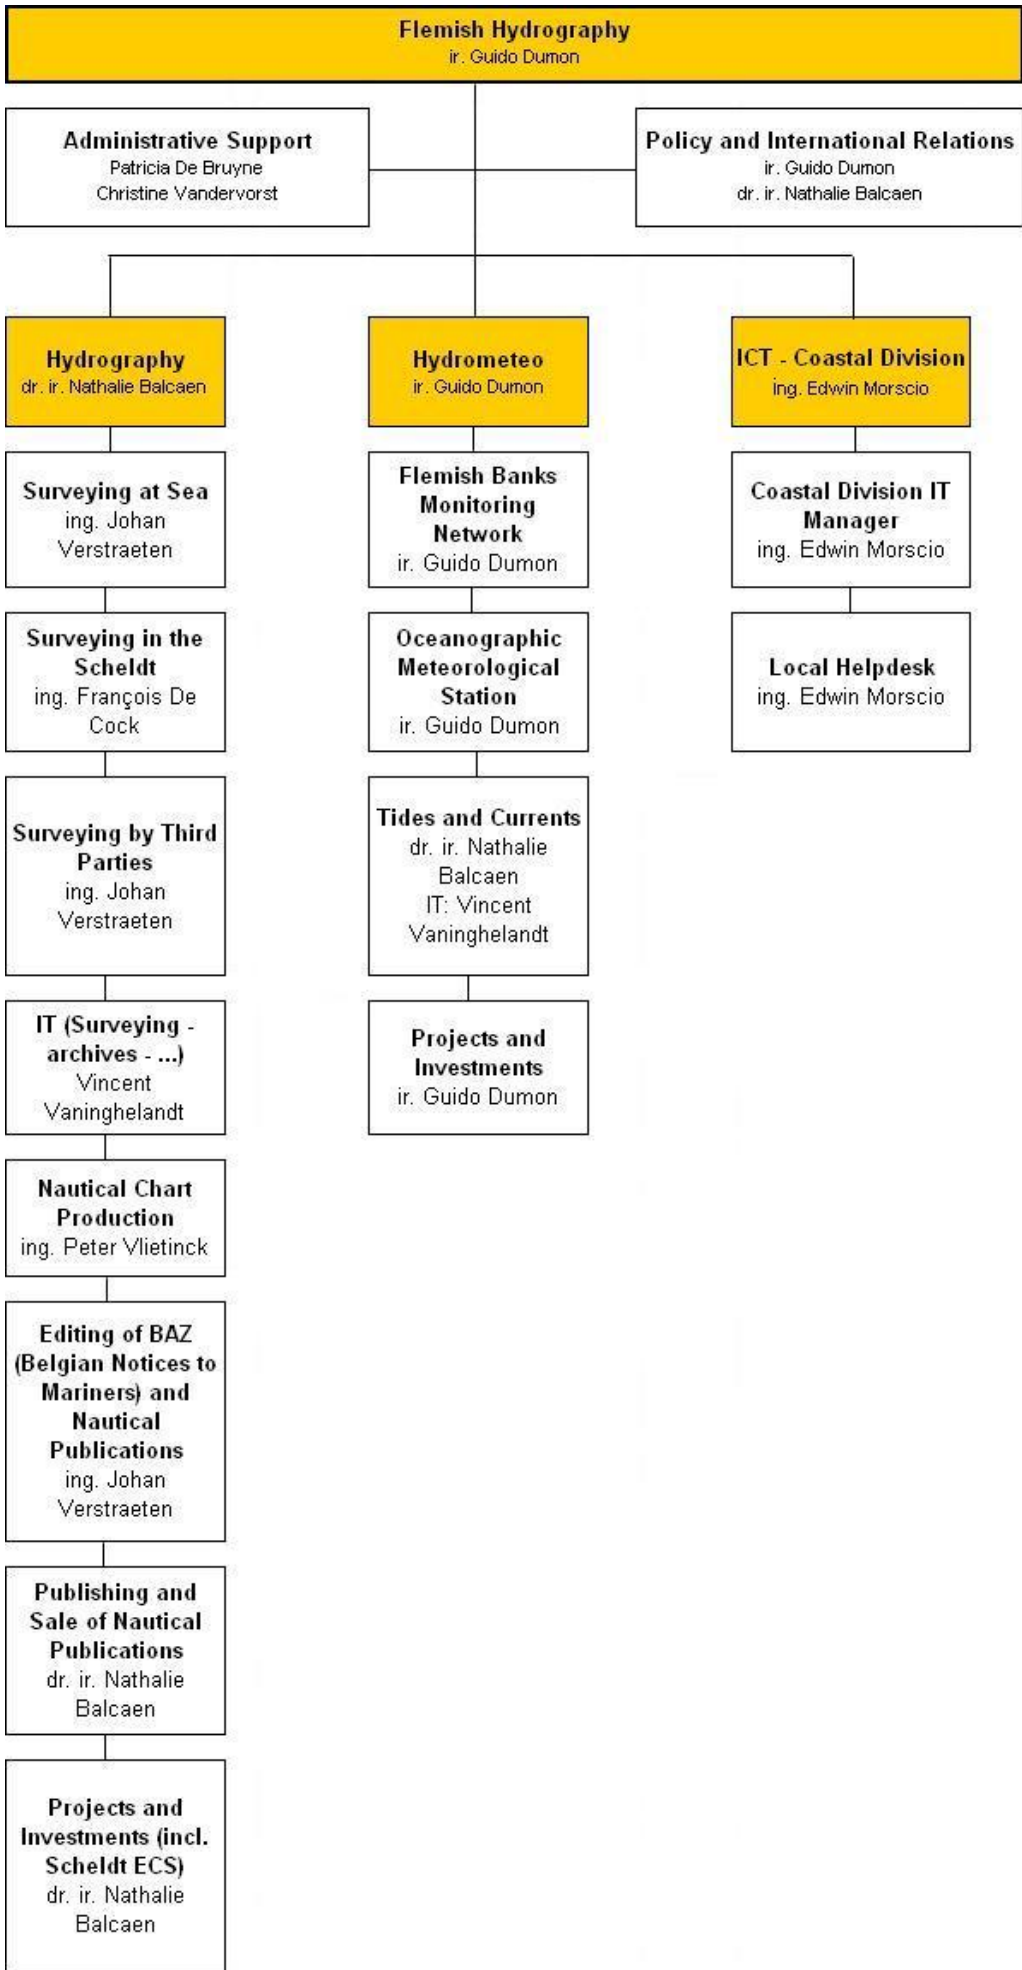 Flemish Hydrography
ir. Guido Dumon
Administrative Support
Patricia De Bruyne
Christine Vandervorst
Policy and International Relations
ir. Guido Dumon
dr. ir. Nathalie Balcaen
Hydrography
dr. ir. Nathalie Balcaen
Hydrometeo
ir. Guido Dumon
ICT - Coastal Division
ing. Edwin Morscio
Surveying at Sea
ing. Johan
Verstraeten
Flemish Banks
Monitoring
Network
ir. Guido Dumon
Coastal Division IT
Manager
ing. Edwin Morscio
Surveying in the
Scheldt
ing. François De
Cock
Oceanographic
Meteorological
Station
ir. Guido Dumon
Local Helpdesk
ing. Edwin Morscio
Surveying by Third
Parties
ing. Johan
Verstraeten
Tides and Currents
dr. ir. Nathalie
Balcaen
IT: Vincent
Vaninghelandt
IT (Surveying -
archives - ...)
Vincent
Vaninghelandt
Projects and
Investments
ir. Guido Dumon
Nautical Chart
Production
ing. Peter Vlietinck
Editing of BAZ
(Belgian Notices to
Mariners) and
Nautical
Publications
ing. Johan
Verstraeten
Publishing and
Sale of Nautical
Publications
dr. ir. Nathalie
Balcaen
Projects and
Investments (incl.
Scheldt ECS)
dr. ir. Nathalie
Balcaen